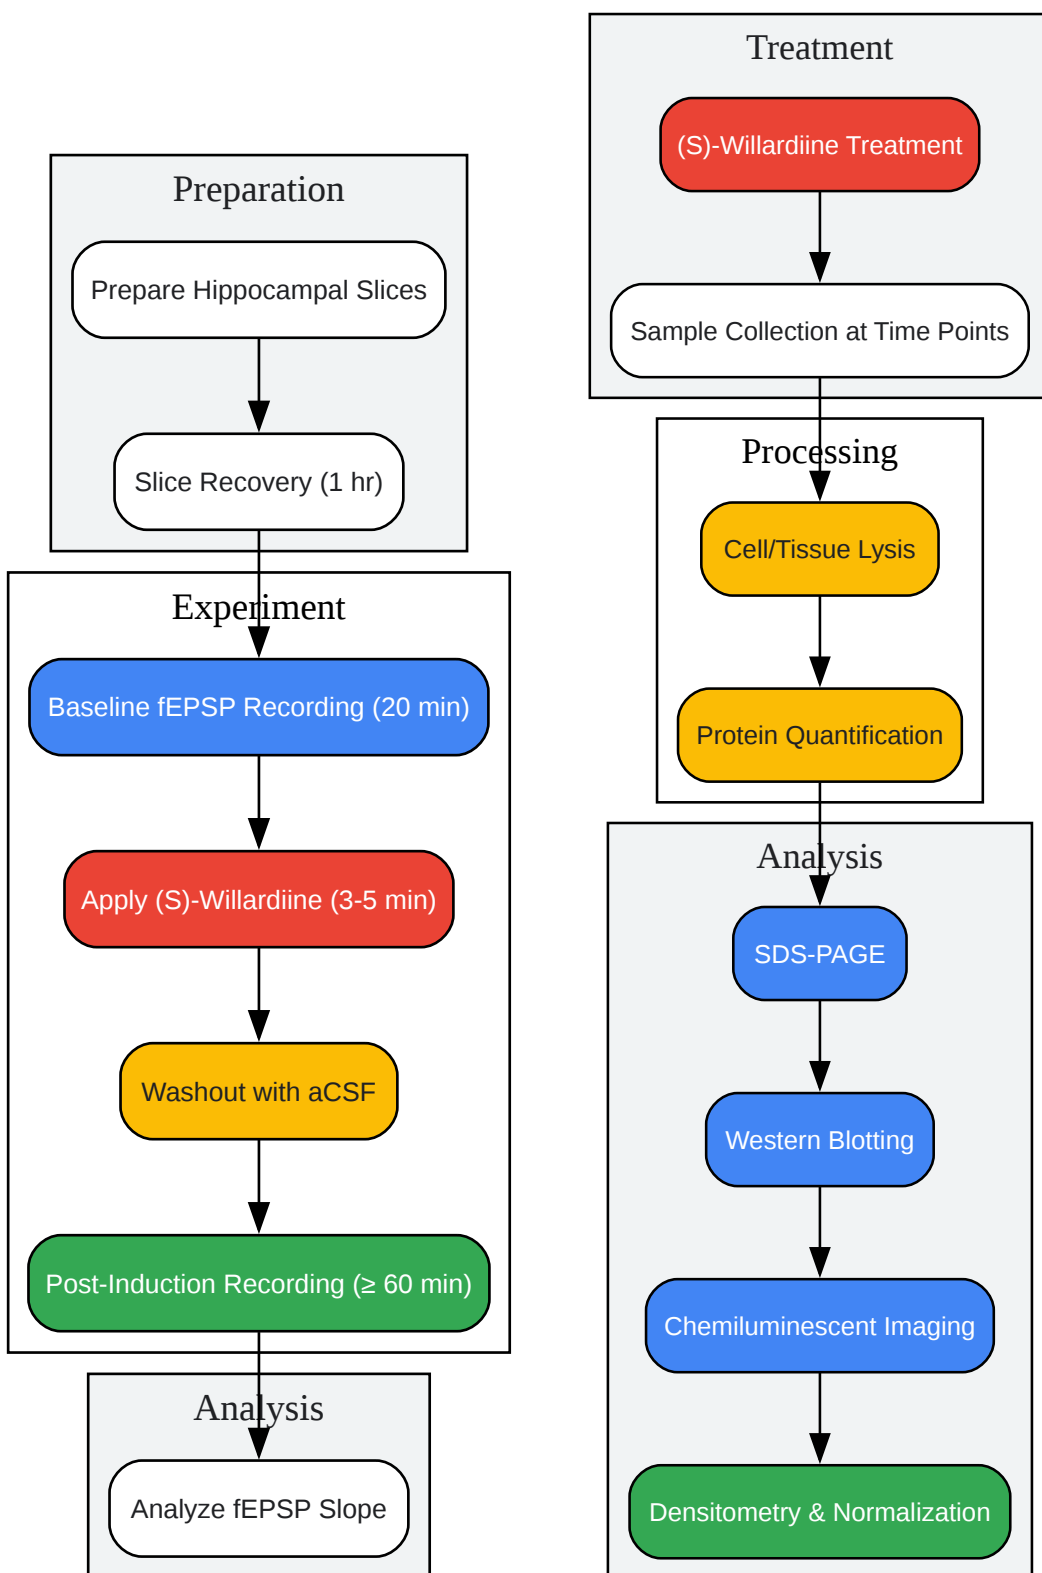 Preparation
Prepare Hippocampal Slices
Slice Recovery (1 hr)
Experiment
Baseline fEPSP Recording (20 min)
Apply (S)-Willardiine (3-5 min)
Washout with aCSF
Post-Induction Recording (≥ 60 min)
Analysis
Analyze fEPSP Slope
Treatment
(S)-Willardiine Treatment
Sample Collection at Time Points
Processing
Cell/Tissue Lysis
Protein Quantification
Analysis
SDS-PAGE
Western Blotting
Chemiluminescent Imaging
Densitometry & Normalization